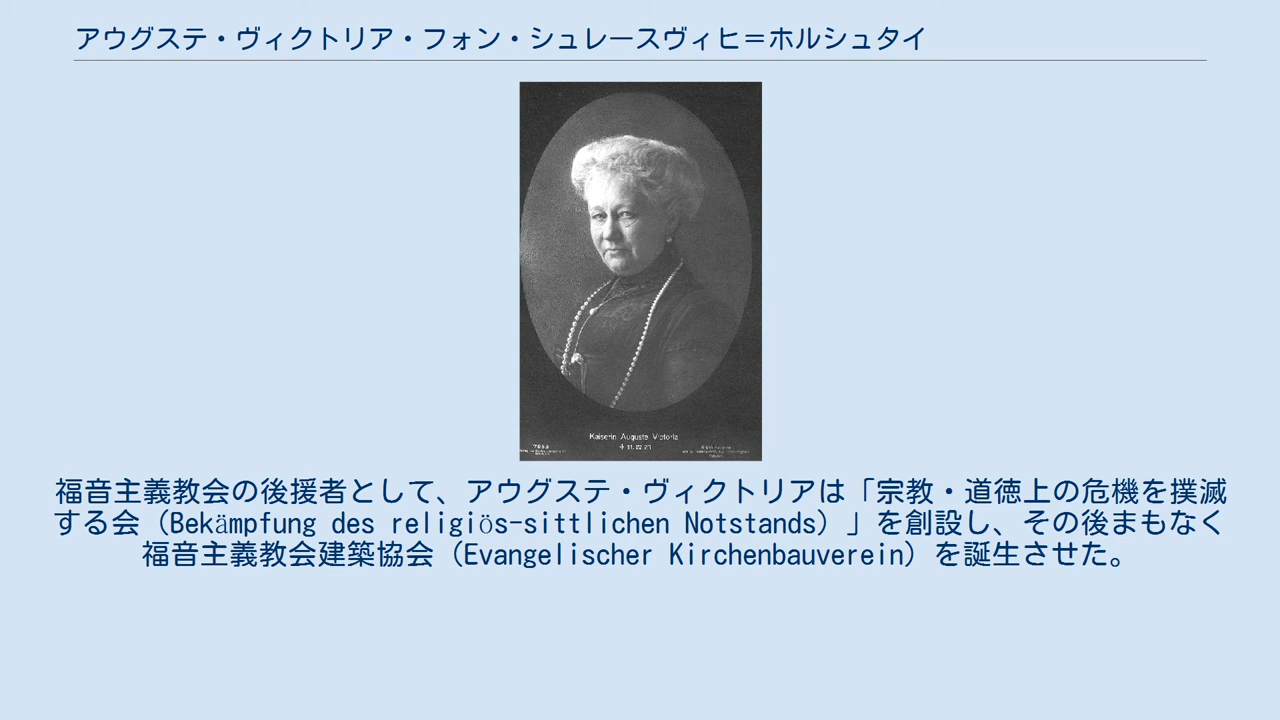 アウグステ・ヴィクトリア・フォン・シュレースヴィヒ＝ホルシュタイ
Kaiserin Auguste Victoria
福音主義教会の後援者として、アウグステ・ヴィクトリアは「宗教・道徳上の危機を撲滅
する会（Bekämpfung des religiös-sittlichen Notstands）」を創設し、その後まもなく
福音主義教会建築協会（Evangelischer Kirchenbauverein）を誕生させた。